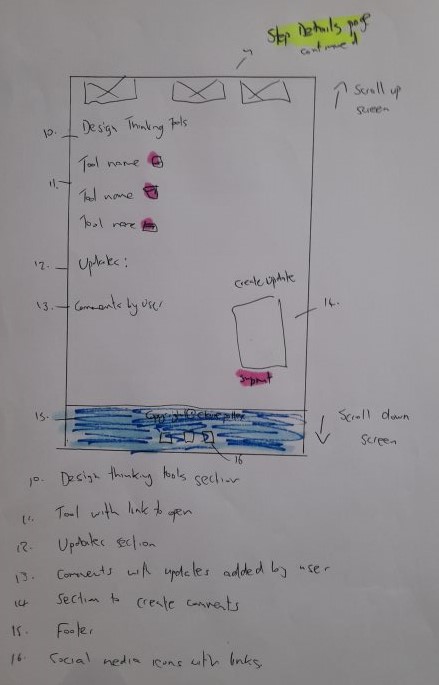 Step Details page
continued
Scroll up
screen
10. Design Thinking Tools
Tool name
11.
Tool name
Tool name
12. Updates:
Create update
13. Comments by user
14.
Submit
15. Copyright
Scroll down
screen
16
10. Design thinking tools section
11. Tool with link to open
12. Updates section
13. Comments with updates added by user
14 Section to create comments
15. Footer
16. Social media icons with links